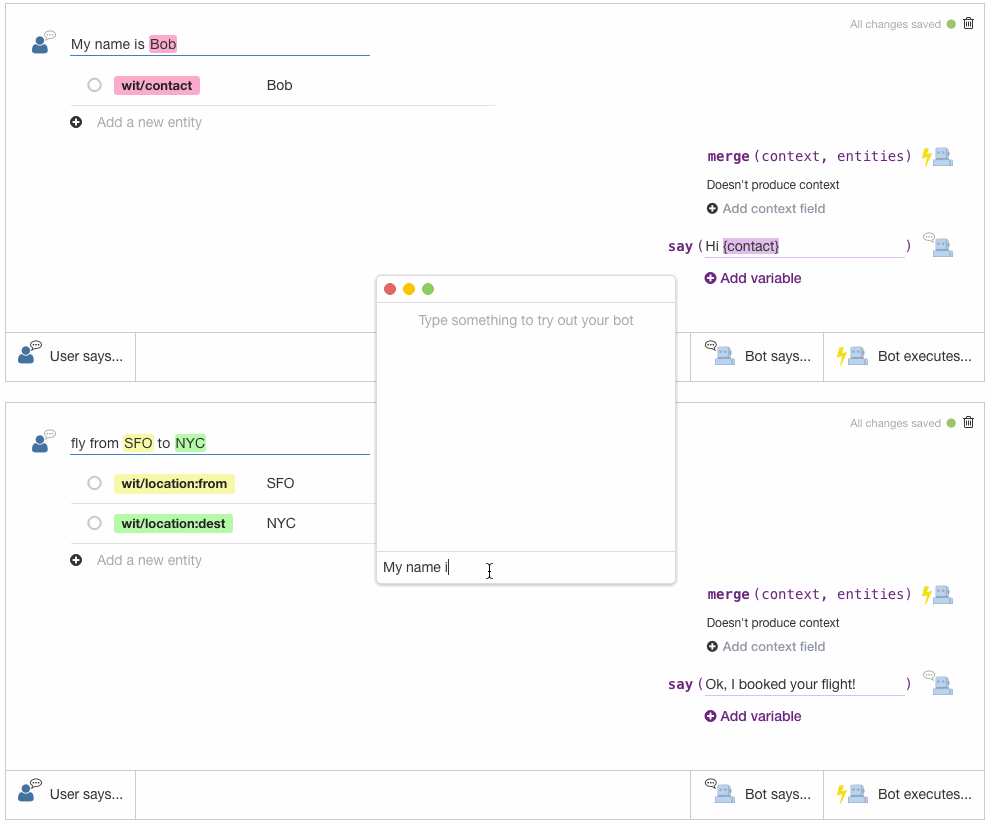 All changes saved
My name is Bob
wit/contact Bob
Add a new entity
merge(context, entities)
Doesn't produce context
Add context field
say (Hi {contact} )
Add variable
Type something to try out your bot
My name i
User says...
Bot says...
Bot executes...
All changes saved
fly from SFO to NYC
wit/location:from SFO
wit/location:dest NYC
Add a new entity
merge(context, entities)
Doesn't produce context
Add context field
say (Ok, I booked your flight! )
Add variable
User says...
Bot says...
Bot executes...